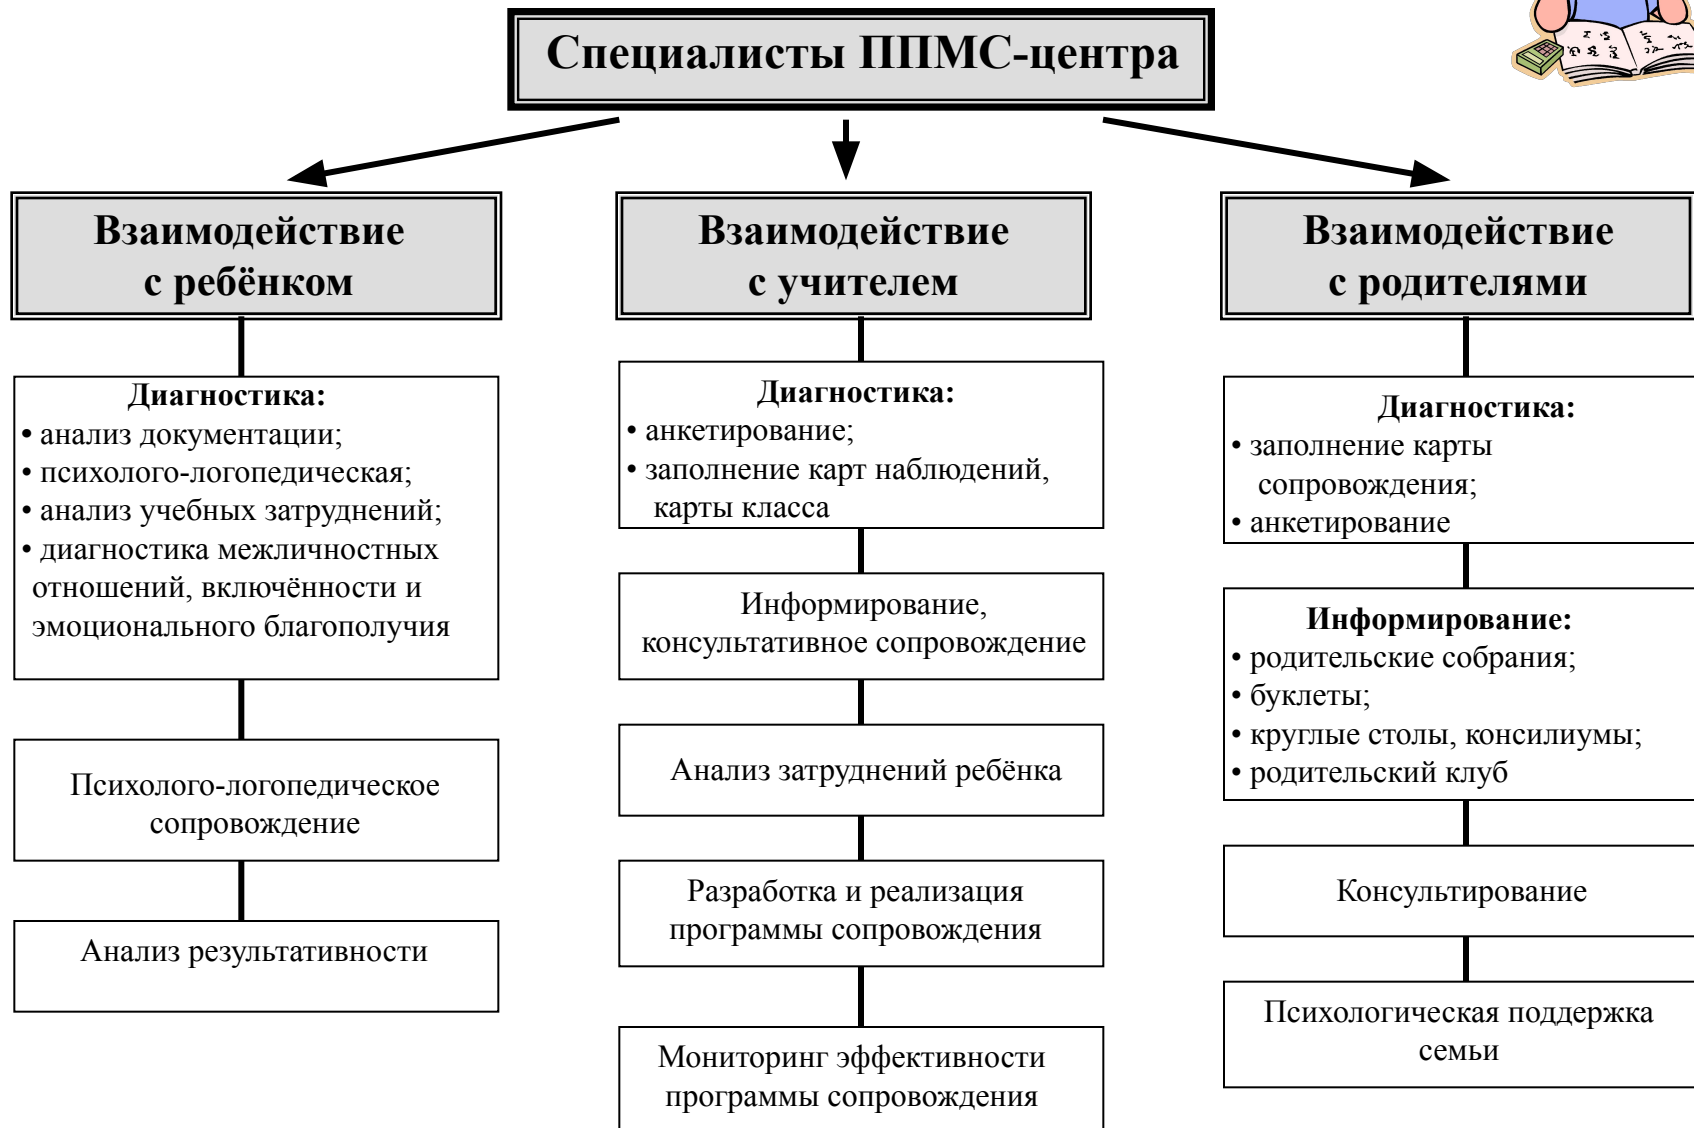 Специалисты ППМС-центра
Взаимодействие
с ребёнком
Диагностика:
• анализ документации;
• психолого-логопедическая;
• анализ учебных затруднений;
• диагностика межличностных
отношений, включённости и
эмоционального благополучия
Психолого-логопедическое
сопровождение
Анализ результативности
Взаимодействие
с учителем
Диагностика:
• анкетирование;
• заполнение карт наблюдений,
карты класса
Информирование,
консультативное сопровождение
Анализ затруднений ребёнка
Разработка и реализация
программы сопровождения
Мониторинг эффективности
программы сопровождения
Взаимодействие
с родителями
Диагностика:
• заполнение карты
сопровождения;
• анкетирование
Информирование:
• родительские собрания;
• буклеты;
• круглые столы, консилиумы;
• родительский клуб
Консультирование
Психологическая поддержка
семьи